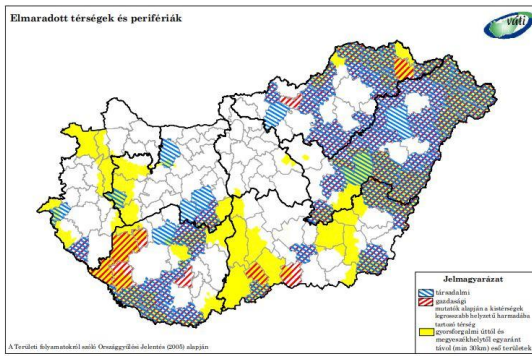 Elmaradott térségek és perifériák
váti
Jelmagyarázat
társadalmi
gazdasági
mutatók alapján a kistérségek
legrosszabb helyzetű harmadába
tartozó térség
gyorsforgalmi úttól és
megyeszékhelytől egyaránt
távol (min 30km) eső területek
A Területi folyamatokról szóló Országgyűlési Jelentés (2005) alapján